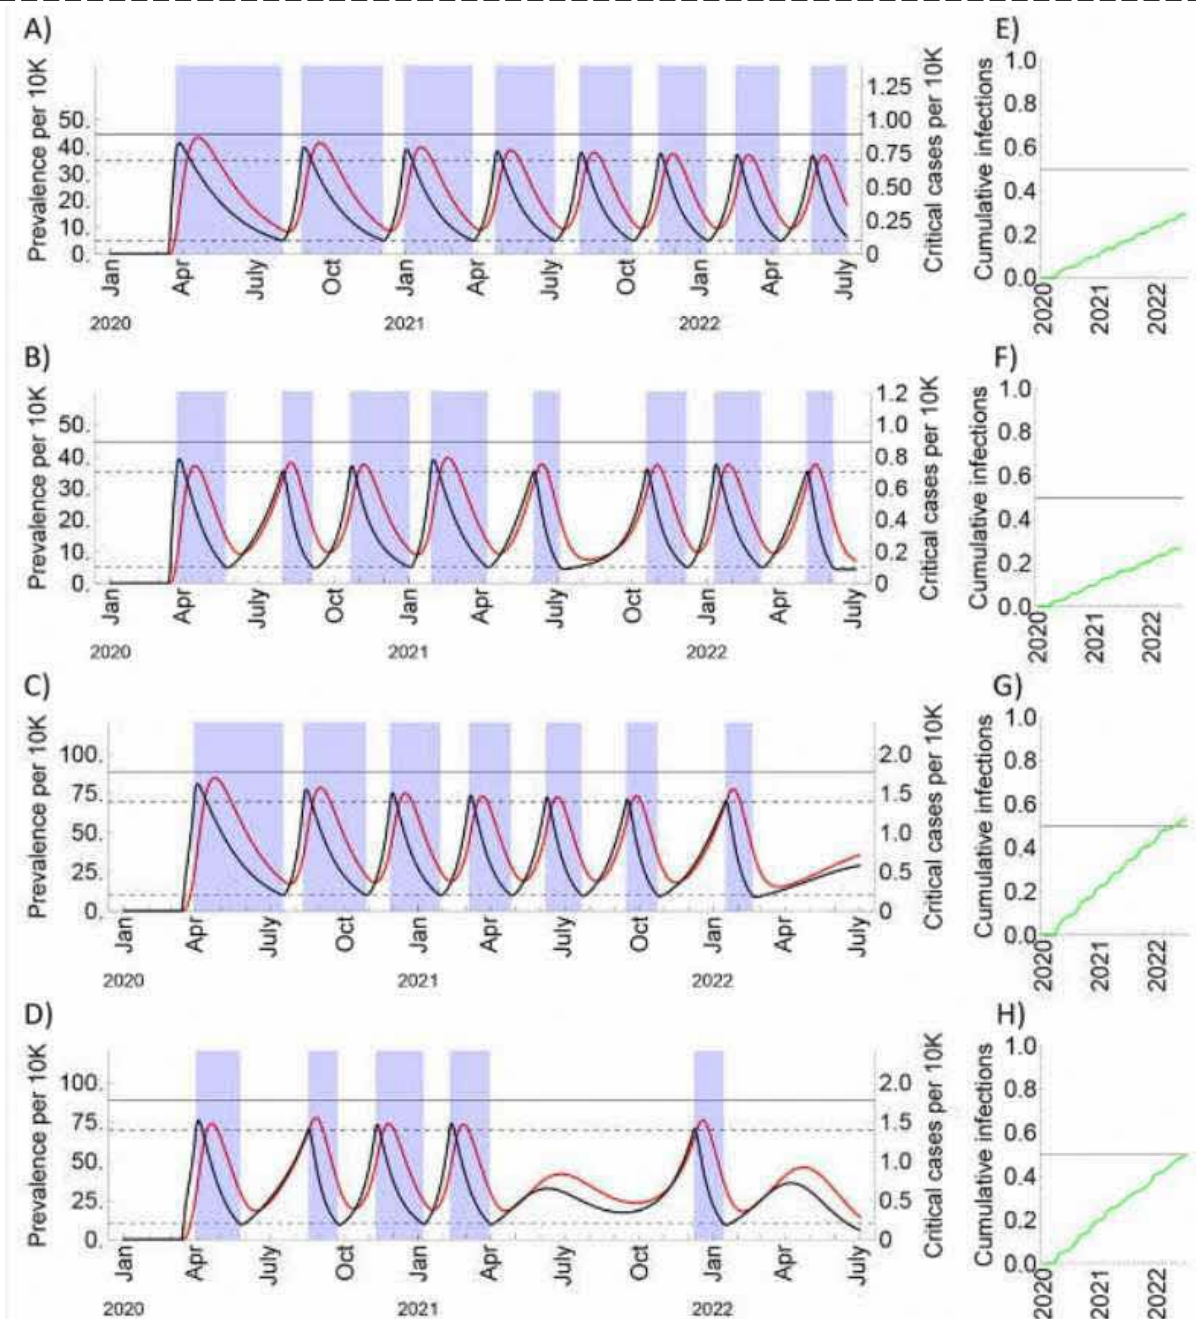 A)
Prevalence per 10K
50.
40.
30.
20.
10.
0.
1.25
1.00
0.75
0.50
0.25
0
Critical cases per 10K
Jan Apr July Oct Jan Apr July Oct Jan Apr July
2020 2021 2022
E)
Cumulative infections
1.0
0.8
0.6
0.4
0.2
0.0
2020 2021 2022
B)
Prevalence per 10K
50.
40.
30.
20.
10.
0.
1.2
1.0
0.8
0.6
0.4
0.2
0
Critical cases per 10K
Jan Apr July Oct Jan Apr July Oct Jan Apr July
2020 2021 2022
F)
Cumulative infections
1.0
0.8
0.6
0.4
0.2
0.0
2020 2021 2022
C)
Prevalence per 10K
100.
75.
50.
25.
0.
2.0
1.5
1.0
0.5
0
Critical cases per 10K
Jan Apr July Oct Jan Apr July Oct Jan Apr July
2020 2021 2022
G)
Cumulative infections
1.0
0.8
0.6
0.4
0.2
0.0
2020 2021 2022
D)
Prevalence per 10K
100.
75.
50.
25.
0.
2.0
1.5
1.0
0.5
0
Critical cases per 10K
Jan Apr July Oct Jan Apr July Oct Jan Apr July
2020 2021 2022
H)
Cumulative infections
1.0
0.8
0.6
0.4
0.2
0.0
2020 2021 2022